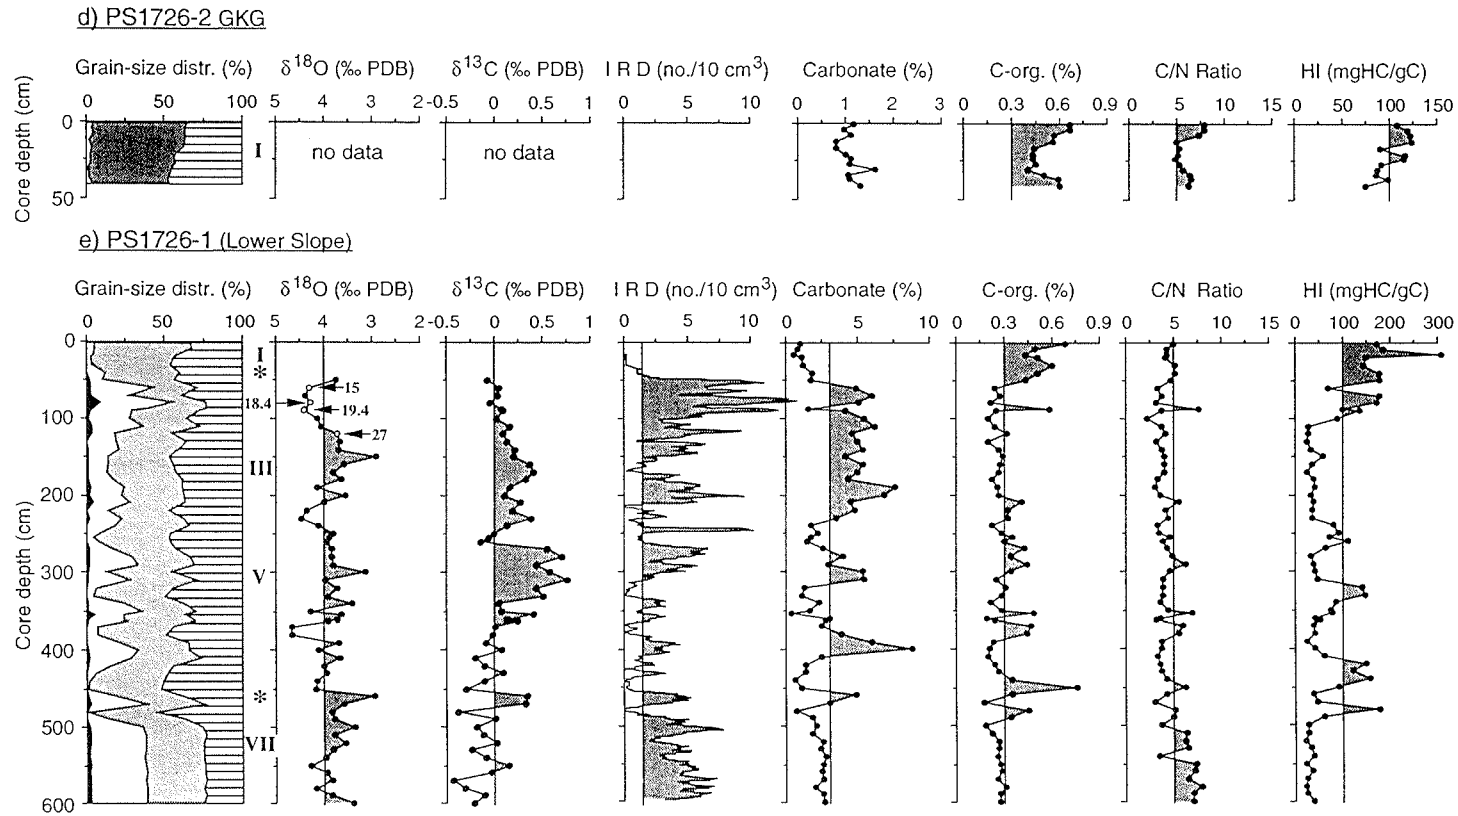 d) PS1726-2 GKG
Grain-size distr. (%) δ18O (‰ PDB) δ13C (‰ PDB) I R D (no./10 cm3) Carbonate (%) C-org. (%) C/N Ratio HI (mgHC/gC)
0 50 100 5 4 3 2 -0.5 0 0.5 1 0 5 10 0 1 2 3 0 0.3 0.6 0.9 0 5 10 15 0 50 100 150
Core depth (cm)
0
I no data no data
50
e) PS1726-1 (Lower Slope)
Grain-size distr. (%) δ18O (‰ PDB) δ13C (‰ PDB) I R D (no./10 cm3) Carbonate (%) C-org. (%) C/N Ratio HI (mgHC/gC)
0 50 100 5 4 3 2 -0.5 0 0.5 1 0 5 10 0 5 10 0 0.3 0.6 0.9 0 5 10 15 0 100 200 300
Core depth (cm)
0
I
*
15
18.4
19.4
100
27
III
200
300 V
400
*
500
VII
600